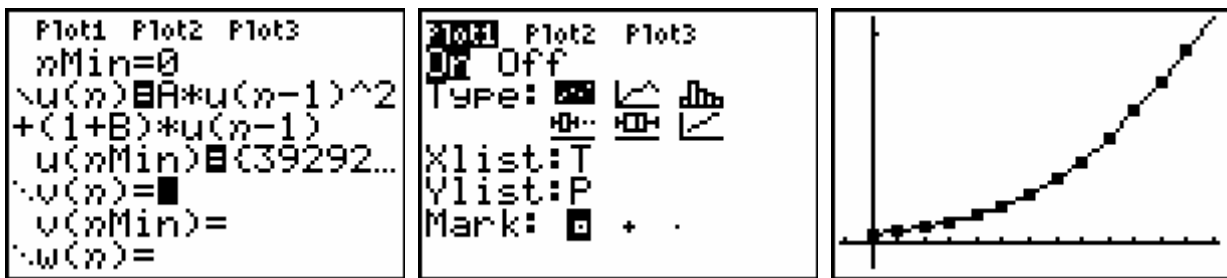 Plot1 Plot2 Plot3
nMin=0
u(n)=A*u(n-1)^2
+(1+B)*u(n-1)
u(nMin)={39292...
v(n)=
v(nMin)=
w(n)=
Plot1 Plot2 Plot3
On Off
Type:
Xlist:T
Ylist:P
Mark: